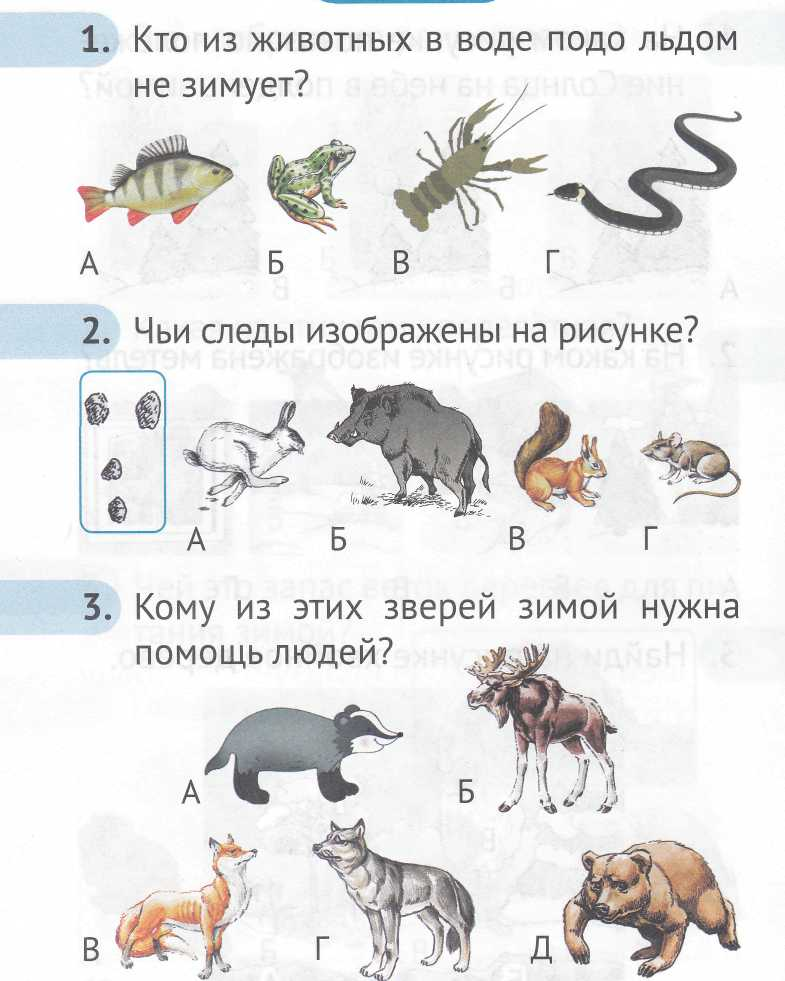 1. Кто из животных в воде подо льдом
не зимует?
А Б В Г
2. Чьи следы изображены на рисунке?
А Б В Г
3. Кому из этих зверей зимой нужна
помощь людей?
А Б
В Г Д